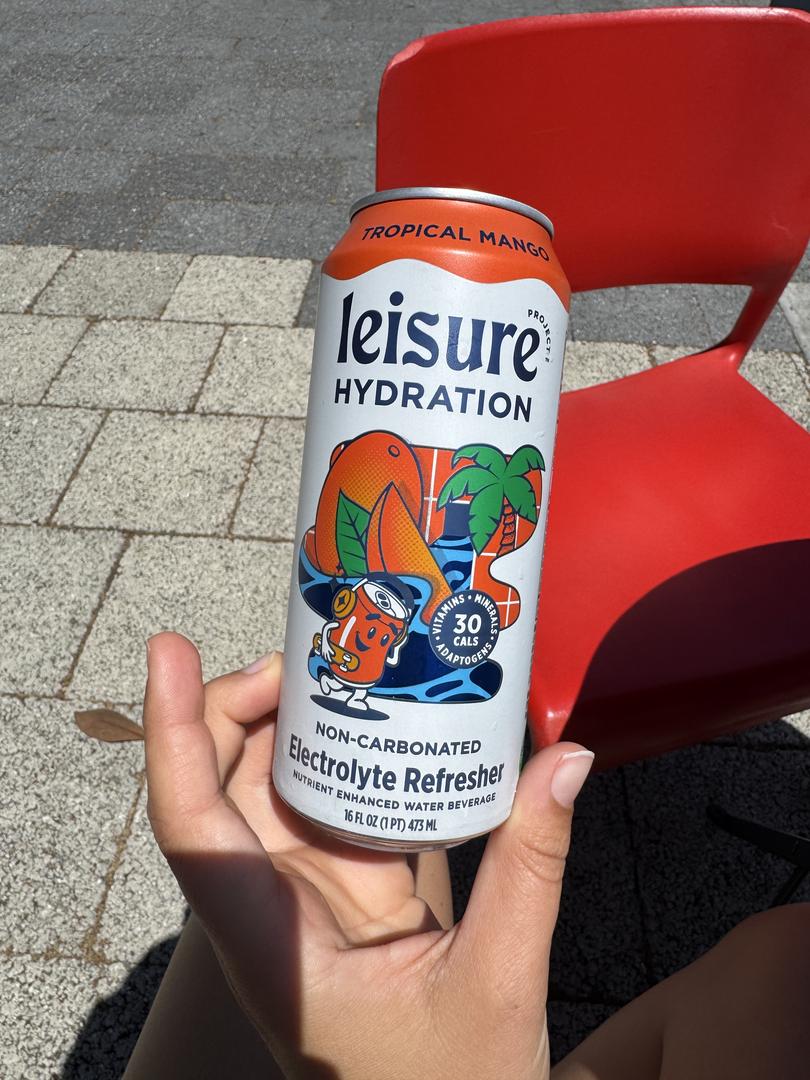 TROPICAL MANGO
leisure
PROJECT
HYDRATION
VITAMINS • MINERALS •
30
CALS
ADAPTOGENS •
NON-CARBONATED
Electrolyte Refresher
NUTRIENT ENHANCED WATER BEVERAGE
16 FL OZ (1 PT) 473 ML